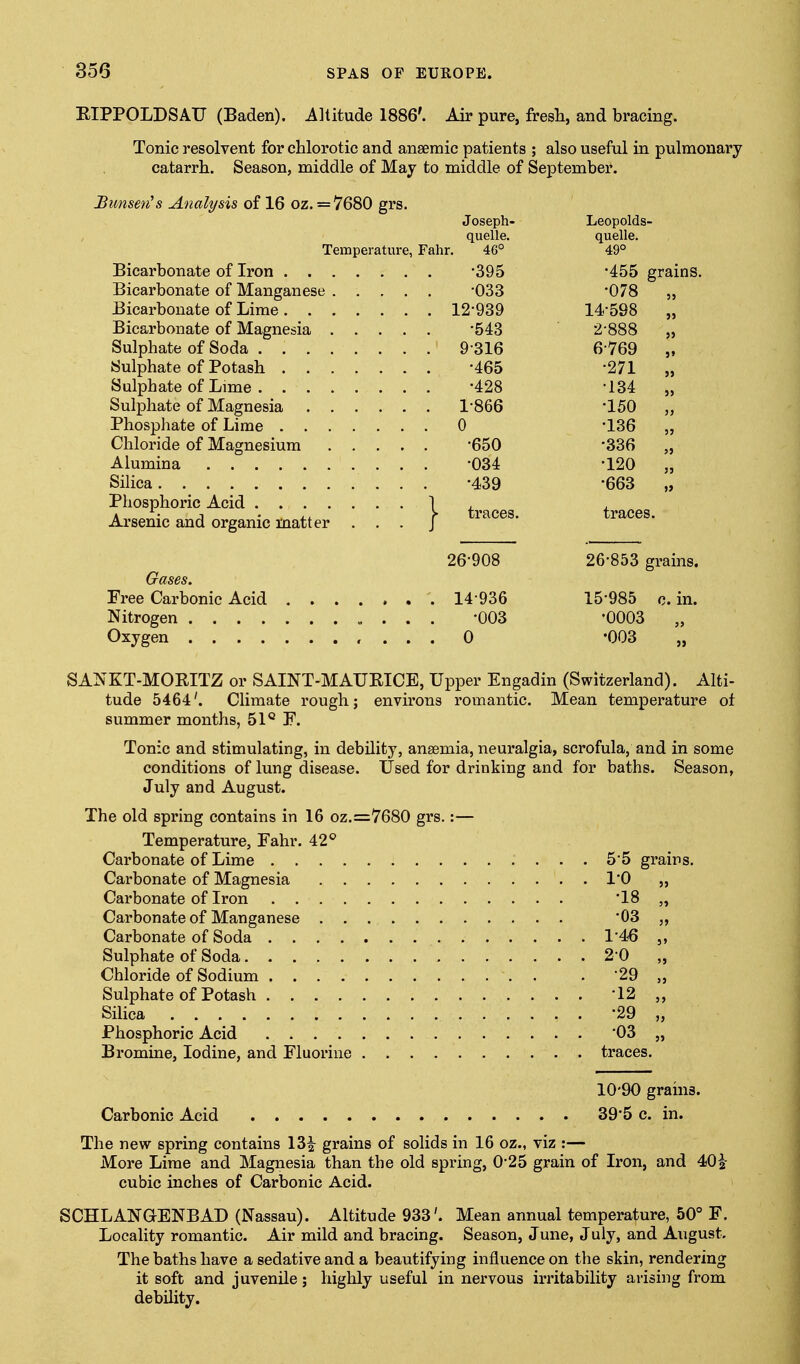 356 SPAS OF EUROPE.
RIPPOLDSAU (Baden). Altitude 1886'. Air pure, fresh, and bracing.
Tonic resolvent for chlorotic and anæmic patients ; also useful in pulmonary
catarrh. Season, middle of May to middle of September.
Bunsen's Analysis of 16 oz. = 7680 grs.
Joseph- Leopolds-
quelle. quelle.
Temperature, Fahr. 46° 49°
Bicarbonate of Iron . . . . . . . ·395 ·455 grains.
Bicarbonate of Manganese . . . . . ·033 ·078 „
Bicarbonate of Lime . . . . . . . 12·939 14·598 „
Bicarbonate of Magnesia . . . . . ·543 2·888 „
Sulphate of Soda . . . . . . . . 9·316 6·769 „
Sulphate of Potash . . . . . . . ·465 ·271 „
Sulphate of Lime . . . . . . . . ·428 ·134 „
Sulphate of Magnesia . . . . . . 1·866 ·150 „
Phosphate of Lime . . . . . . . 0 ·136 „
Chloride of Magnesium . . . . . ·650 ·336 „
Alumina . . . . . . . . . . ·034 ·120 „
Silica . . . . . . . . . . . . ·439 ·663 „
Phosphoric Acid . . . . . . . }
Arsenic and organic matter . . . } traces. traces.
26·908 26·853 grains.
Gases.
Free Carbonic Acid . . . . . . . 14·936 15·985 c. in.
Nitrogen . . . . . . . . . . . ·003 ·0003 „
Oxygen . . . . . . . . . . . 0 ·003 „
SANKT-MORITZ or SAINT-MAURICE, Upper Engadin (Switzerland). Alti-
tude 5464'. Climate rough; environs romantic. Mean temperature of
summer months, 51° F.
Tonic and stimulating, in debility, anæmia, neuralgia, scrofula, and in some
conditions of lung disease. Used for drinking and for baths. Season,
July and August.
The old spring contains in 16 oz.=7680 grs. :—
Temperature, Fahr. 42°
Carbonate of Lime . . . . . . . . . . . . . . 5·5 grains.
Carbonate of Magnesia . . . . . . . . . . . . 1·0 „
Carbonate of Iron . . . . . . . . . . . . . ·18 „
Carbonate of Manganese . . . . . . . . . . . ·03 „
Carbonate of Soda . . . . . . . . . . . . . . 1·46 „
Sulphate of Soda. . . . . . . . . . . . . . . 2·0 „
Chloride of Sodium . . . . . . . . . . . . . ·29 „
Sulphate of Potash . . . . . . . . . . . . . . ·12 „
Silica . . . . . . . . . . . . . . . . . . ·29 „
Phosphoric Acid . . . . . . . . . . . . . . ·03 „
Bromine, Iodine, and Fluorine . . . . . . . . . . traces.
10·90 grains.
Carbonic Acid . . . . . . . . . . . . . . 39·5 c. in.
The new spring contains 13½ grains of solids in 16 oz., viz :—
More Lime and Magnesia than the old spring, 0·25 grain of Iron, and 40½
cubic inches of Carbonic Acid.
SCHLANGENBAD (Nassau). Altitude 933'. Mean annual temperature, 50° F.
Locality romantic. Air mild and bracing. Season, June, July, and August.
The baths have a sedative and a beautifying influence on the skin, rendering
it soft and juvenile ; highly useful in nervous irritability arising from
debility.